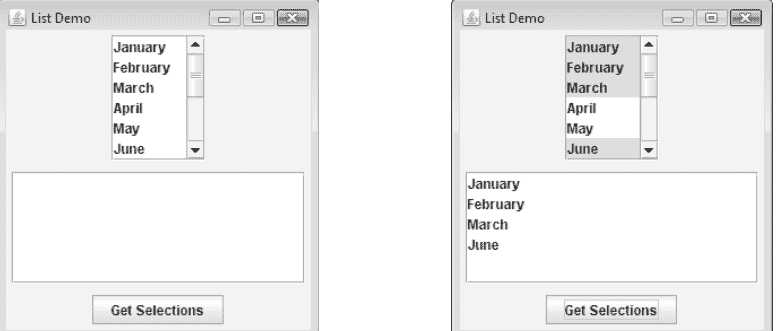 List Demo
January
February
March
April
May
June
Get Selections
List Demo
January
February
March
April
May
June
January
February
March
June
Get Selections